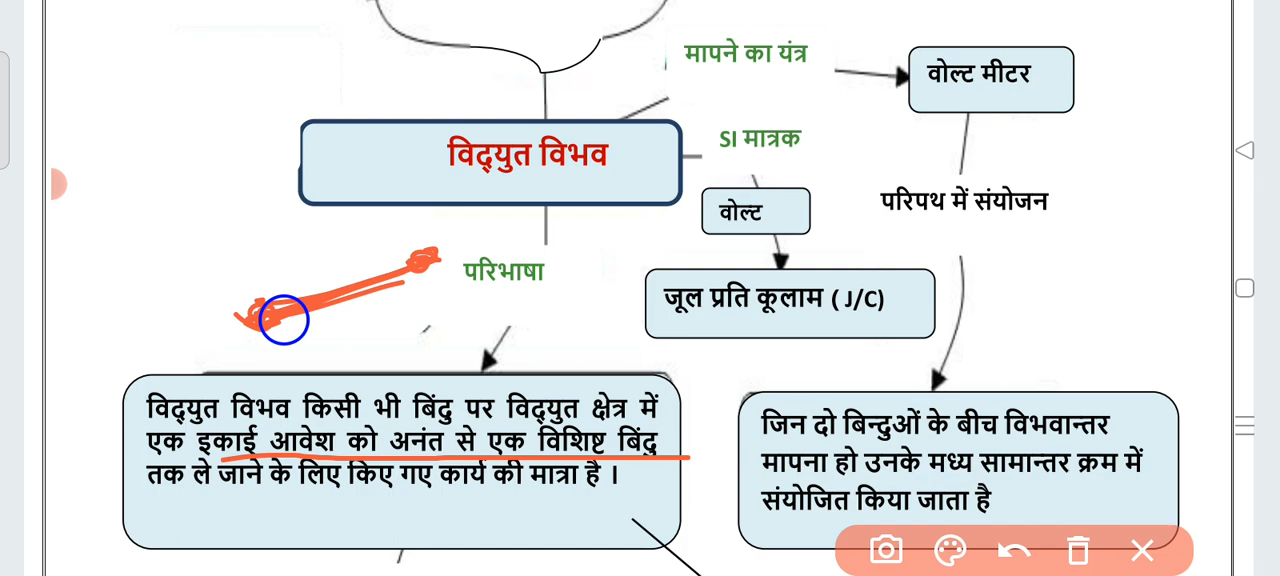 मापने का यंत्र
वोल्ट मीटर
विद्युत विभव
SI मात्रक
वोल्ट
परिपथ में संयोजन
परिभाषा
जूल प्रति कूलाम ( J/C)
विद्युत विभव किसी भी बिंदु पर विद्युत क्षेत्र में
एक इकाई आवेश को अनंत से एक विशिष्ट बिंदु
तक ले जाने के लिए किए गए कार्य की मात्रा है ।
जिन दो बिन्दुओं के बीच विभवान्तर
मापना हो उनके मध्य सामान्तर क्रम में
संयोजित किया जाता है